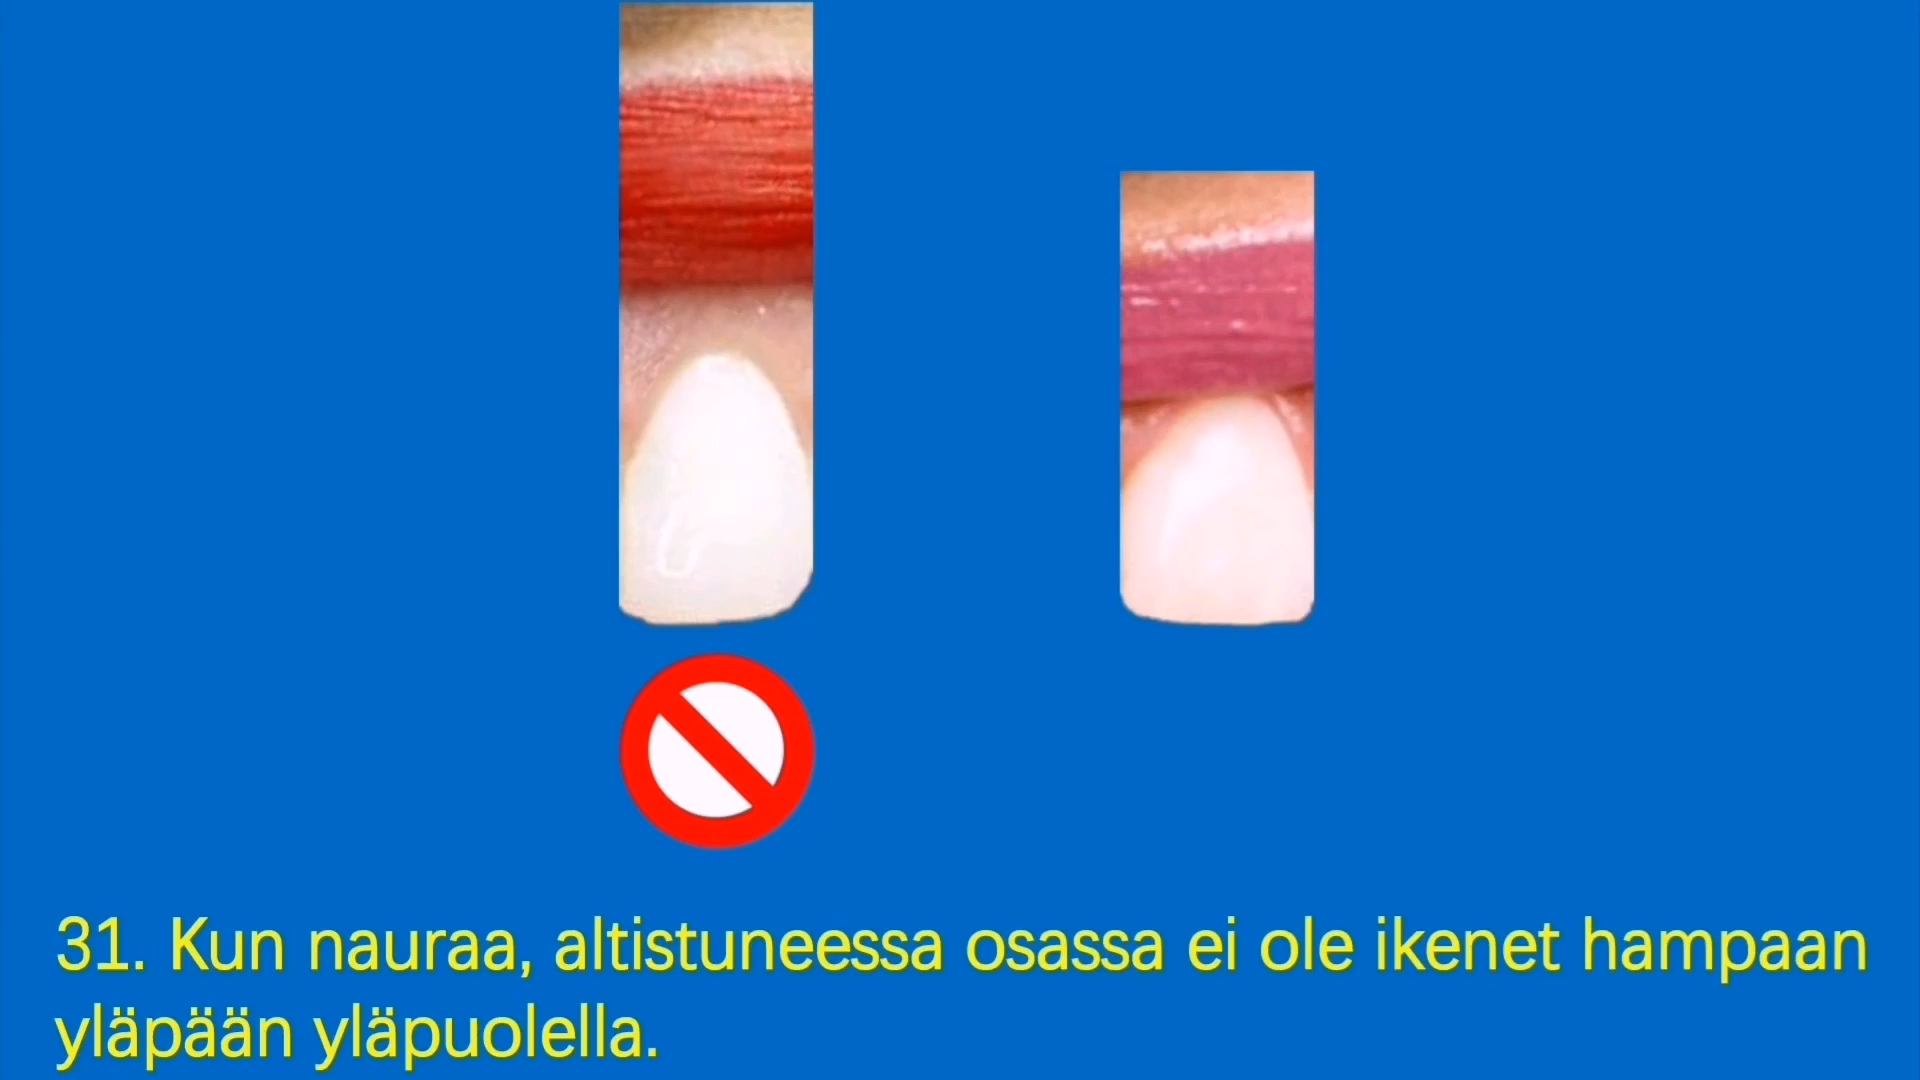 31. Kun nauraa, altistuneessa osassa ei ole ikenet hampaan
yläpään yläpuolella.